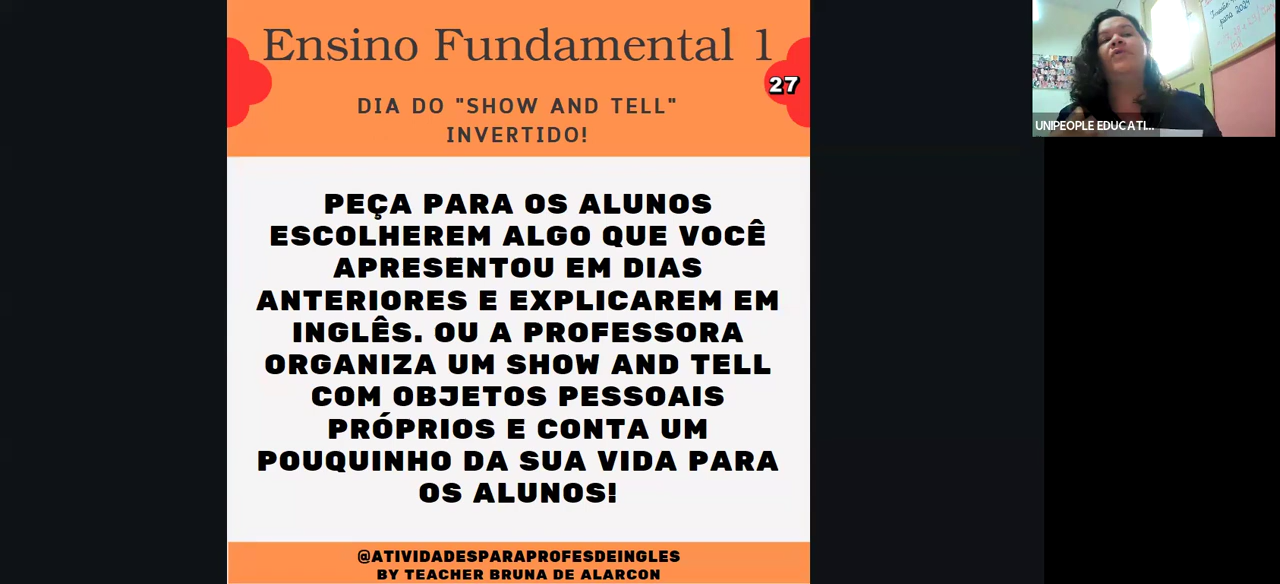 Ensino Fundamental 1
27
DIA DO "SHOW AND TELL"
INVERTIDO!
PEÇA PARA OS ALUNOS
ESCOLHEREM ALGO QUE VOCÊ
APRESENTOU EM DIAS
ANTERIORES E EXPLICAREM EM
INGLÊS. OU A PROFESSORA
ORGANIZA UM SHOW AND TELL
COM OBJETOS PESSOAIS
PRÓPRIOS E CONTA UM
POUQUINHO DA SUA VIDA PARA
OS ALUNOS!
@ATIVIDADESPARAPROFESDEINGLES
BY TEACHER BRUNA DE ALARCON
para 2024
UNIPEOPLE EDUCATI...